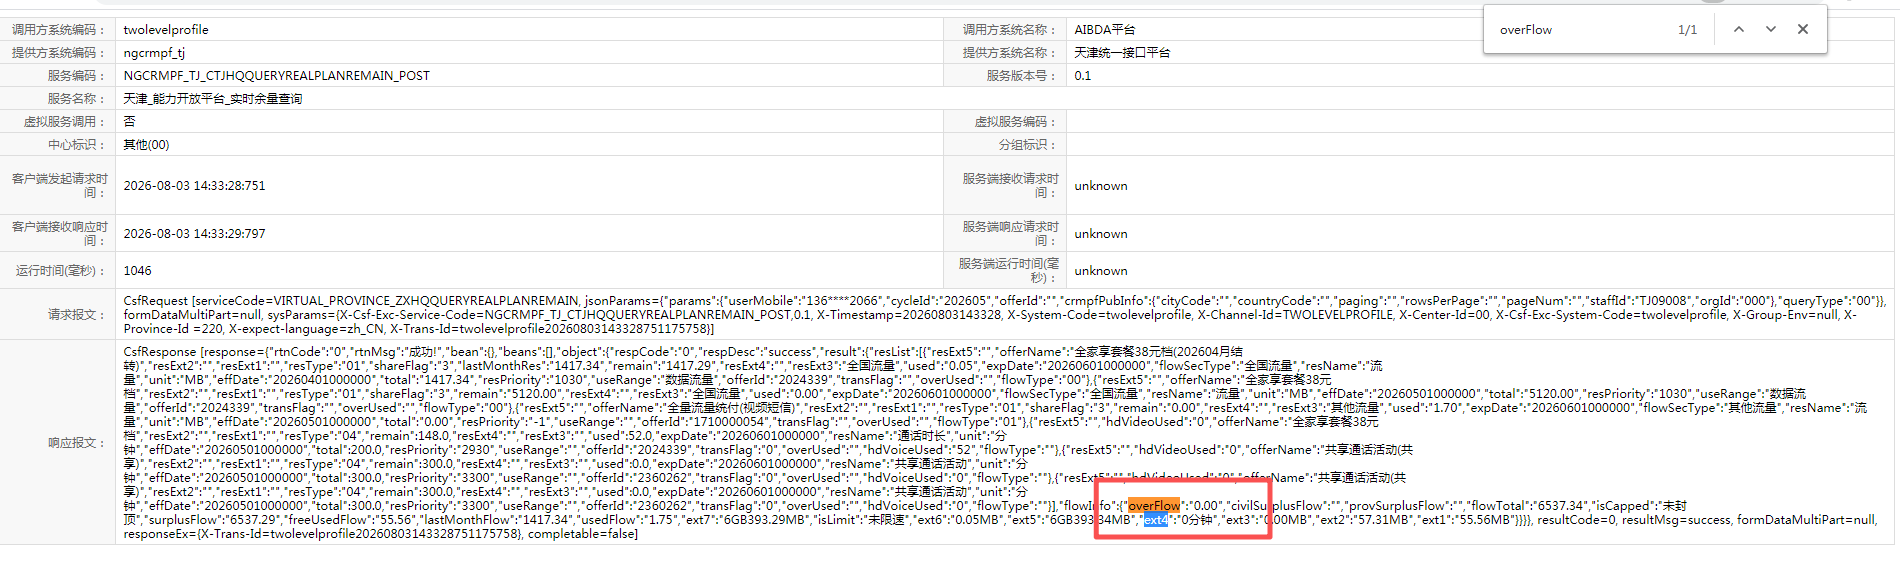 overFlow 1/1
调用方系统编码： twolevelprofile 调用方系统名称： AIBDA平台
提供方系统编码： ngcrmpf_tj 提供方系统名称： 天津统一接口平台
服务编码： NGCRMPF_TJ_CTJHQQUERYREALPLANREMAIN_POST 服务版本号： 0.1
服务名称： 天津_能力开放平台_实时余量查询
虚拟服务调用： 否 虚拟服务编码：
中心标识： 其他(00) 分组标识：
客户端发起请求时间： 2026-08-03 14:33:28:751 服务端接收请求时间： unknown
客户端接收响应时间： 2026-08-03 14:33:29:797 服务端响应请求时间： unknown
运行时间(毫秒)： 1046 服务端运行时间(毫秒)： unknown
请求报文：
CsfRequest [serviceCode=VIRTUAL_PROVINCE_ZXHQQUERYREALPLANREMAIN, jsonParams={"params":{"userMobile":"136****2066","cycleId":"202605","offerId":"","crmpfPubInfo":{"cityCode":"","countryCode":"","paging":"","rowsPerPage":"","pageNum":"","staffId":"TJ09008","orgId":"000"},"queryType":"00"}},
formDataMultiPart=null, sysParams={X-Csf-Exc-Service-Code=NGCRMPF_TJ_CTJHQQUERYREALPLANREMAIN_POST,0.1, X-Timestamp=20260803143328, X-System-Code=twolevelprofile, X-Channel-Id=TWOLEVELPROFILE, X-Center-Id=00, X-Csf-Exc-System-Code=twolevelprofile, X-Group-Env=null, X-
Province-Id =220, X-expect-language=zh_CN, X-Trans-Id=twolevelprofile20260803143328751175758}]
响应报文：
CsfResponse [response={"rtnCode":"0","rtnMsg":"成功!","bean":{},"beans":[],"object":{"respCode":"0","respDesc":"success","result":{"resList":[{"resExt5":"","offerName":"全家享套餐38元档(202604月结
转)","resExt2":"","resExt1":"","resType":"01","shareFlag":"3","lastMonthRes":"1417.34","remain":"1417.29","resExt4":"","resExt3":"全国流量","used":"0.05","expDate":"20260601000000","flowSecType":"全国流量","resName":"流
量","unit":"MB","effDate":"20260401000000","total":"1417.34","resPriority":"1030","useRange":"数据流量","offerId":"2024339","transFlag":"","overUsed":"","flowType":"00"},{"resExt5":"","offerName":"全家享套餐38元
档","resExt2":"","resExt1":"","resType":"01","shareFlag":"3","remain":"5120.00","resExt4":"","resExt3":"全国流量","used":"0.00","expDate":"20260601000000","flowSecType":"全国流量","resName":"流量","unit":"MB","effDate":"20260501000000","total":"5120.00","resPriority":"1030","useRange":"数据流
量","offerId":"2024339","transFlag":"","overUsed":"","flowType":"00"},{"resExt5":"","offerName":"全量流量统付(视频短信)","resExt2":"","resExt1":"","resType":"01","shareFlag":"3","remain":"0.00","resExt4":"","resExt3":"其他流量","used":"1.70","expDate":"20260601000000","flowSecType":"其他流量","resName":"流
量","unit":"MB","effDate":"20260501000000","total":"0.00","resPriority":"-1","useRange":"","offerId":"1710000054","transFlag":"","overUsed":"","flowType":"01"},{"resExt5":"","hdVideoUsed":"0","offerName":"全家享套餐38元
档","resExt2":"","resExt1":"","resType":"04","remain":148.0,"resExt4":"","resExt3":"","used":52.0,"expDate":"20260601000000","resName":"通话时长","unit":"分
钟","effDate":"20260501000000","total":200.0,"resPriority":"2930","useRange":"","offerId":"2024339","transFlag":"0","overUsed":"","hdVoiceUsed":"52","flowType":""},{"resExt5":"","hdVideoUsed":"0","offerName":"共享通话活动(共
享)","resExt2":"","resExt1":"","resType":"04","remain":300.0,"resExt4":"","resExt3":"","used":0.0,"expDate":"20260601000000","resName":"共享通话活动","unit":"分
钟","effDate":"20260501000000","total":300.0,"resPriority":"3300","useRange":"","offerId":"2360262","transFlag":"0","overUsed":"","hdVoiceUsed":"0","flowType":""},{"resExt5":"","hdVideoUsed":"0","offerName":"共享通话活动(共
享)","resExt2":"","resExt1":"","resType":"04","remain":300.0,"resExt4":"","resExt3":"","used":0.0,"expDate":"20260601000000","resName":"共享通话活动","unit":"分
钟","effDate":"20260501000000","total":300.0,"resPriority":"3300","useRange":"","offerId":"2360262","transFlag":"0","overUsed":"","hdVoiceUsed":"0","flowType":""}],"flowInfo":{"overFlow":"0.00","civilSurplusFlow":"","provSurplusFlow":"","flowTotal":"6537.34","isCapped":"未封
顶","surplusFlow":"6537.29","freeUsedFlow":"55.56","lastMonthFlow":"1417.34","usedFlow":"1.75","ext7":"6GB393.29MB","isLimit":"未限速","ext6":"0.05MB","ext5":"6GB393.34MB","ext4":"0分钟","ext3":"0.00MB","ext2":"57.31MB","ext1":"55.56MB"}}}}, resultCode=0, resultMsg=success, formDataMultiPart=null,
responseEx={X-Trans-Id=twolevelprofile20260803143328751175758}, completable=false]